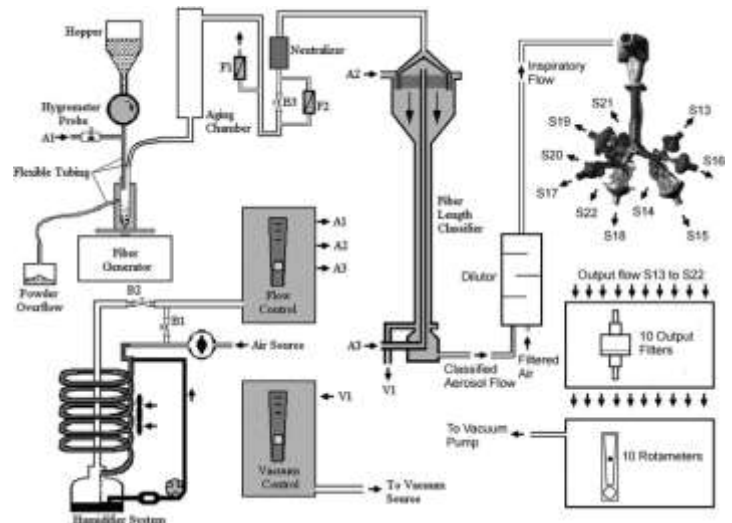 Hopper
Hygrometer
Probe
A1
Flexible Tubing
Powder
Overflow
Fiber
Generator
Aging
Chamber
F1
Neutralizer
B3
F2
A2
Fiber
Length
Classifier
A3
V1
Classified
Aerosol Flow
Filtered
Air
Dilutor
Inspiratory
Flow
S21
S13
S19
S20
S16
S17
S22
S14
S18
S15
Output flow S13 to S22
10 Output
Filters
To Vacuum
Pump
10 Rotameters
A1
A2
A3
Flow
Control
B2
B1
Air Source
V1
Vacuum
Control
To Vacuum
Source
Humidifier System